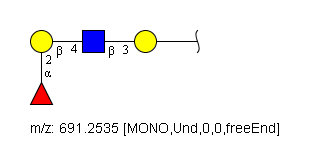 β 4 β 3
2
α
m/z: 691.2535 [MONO,Und,0,0,freeEnd]